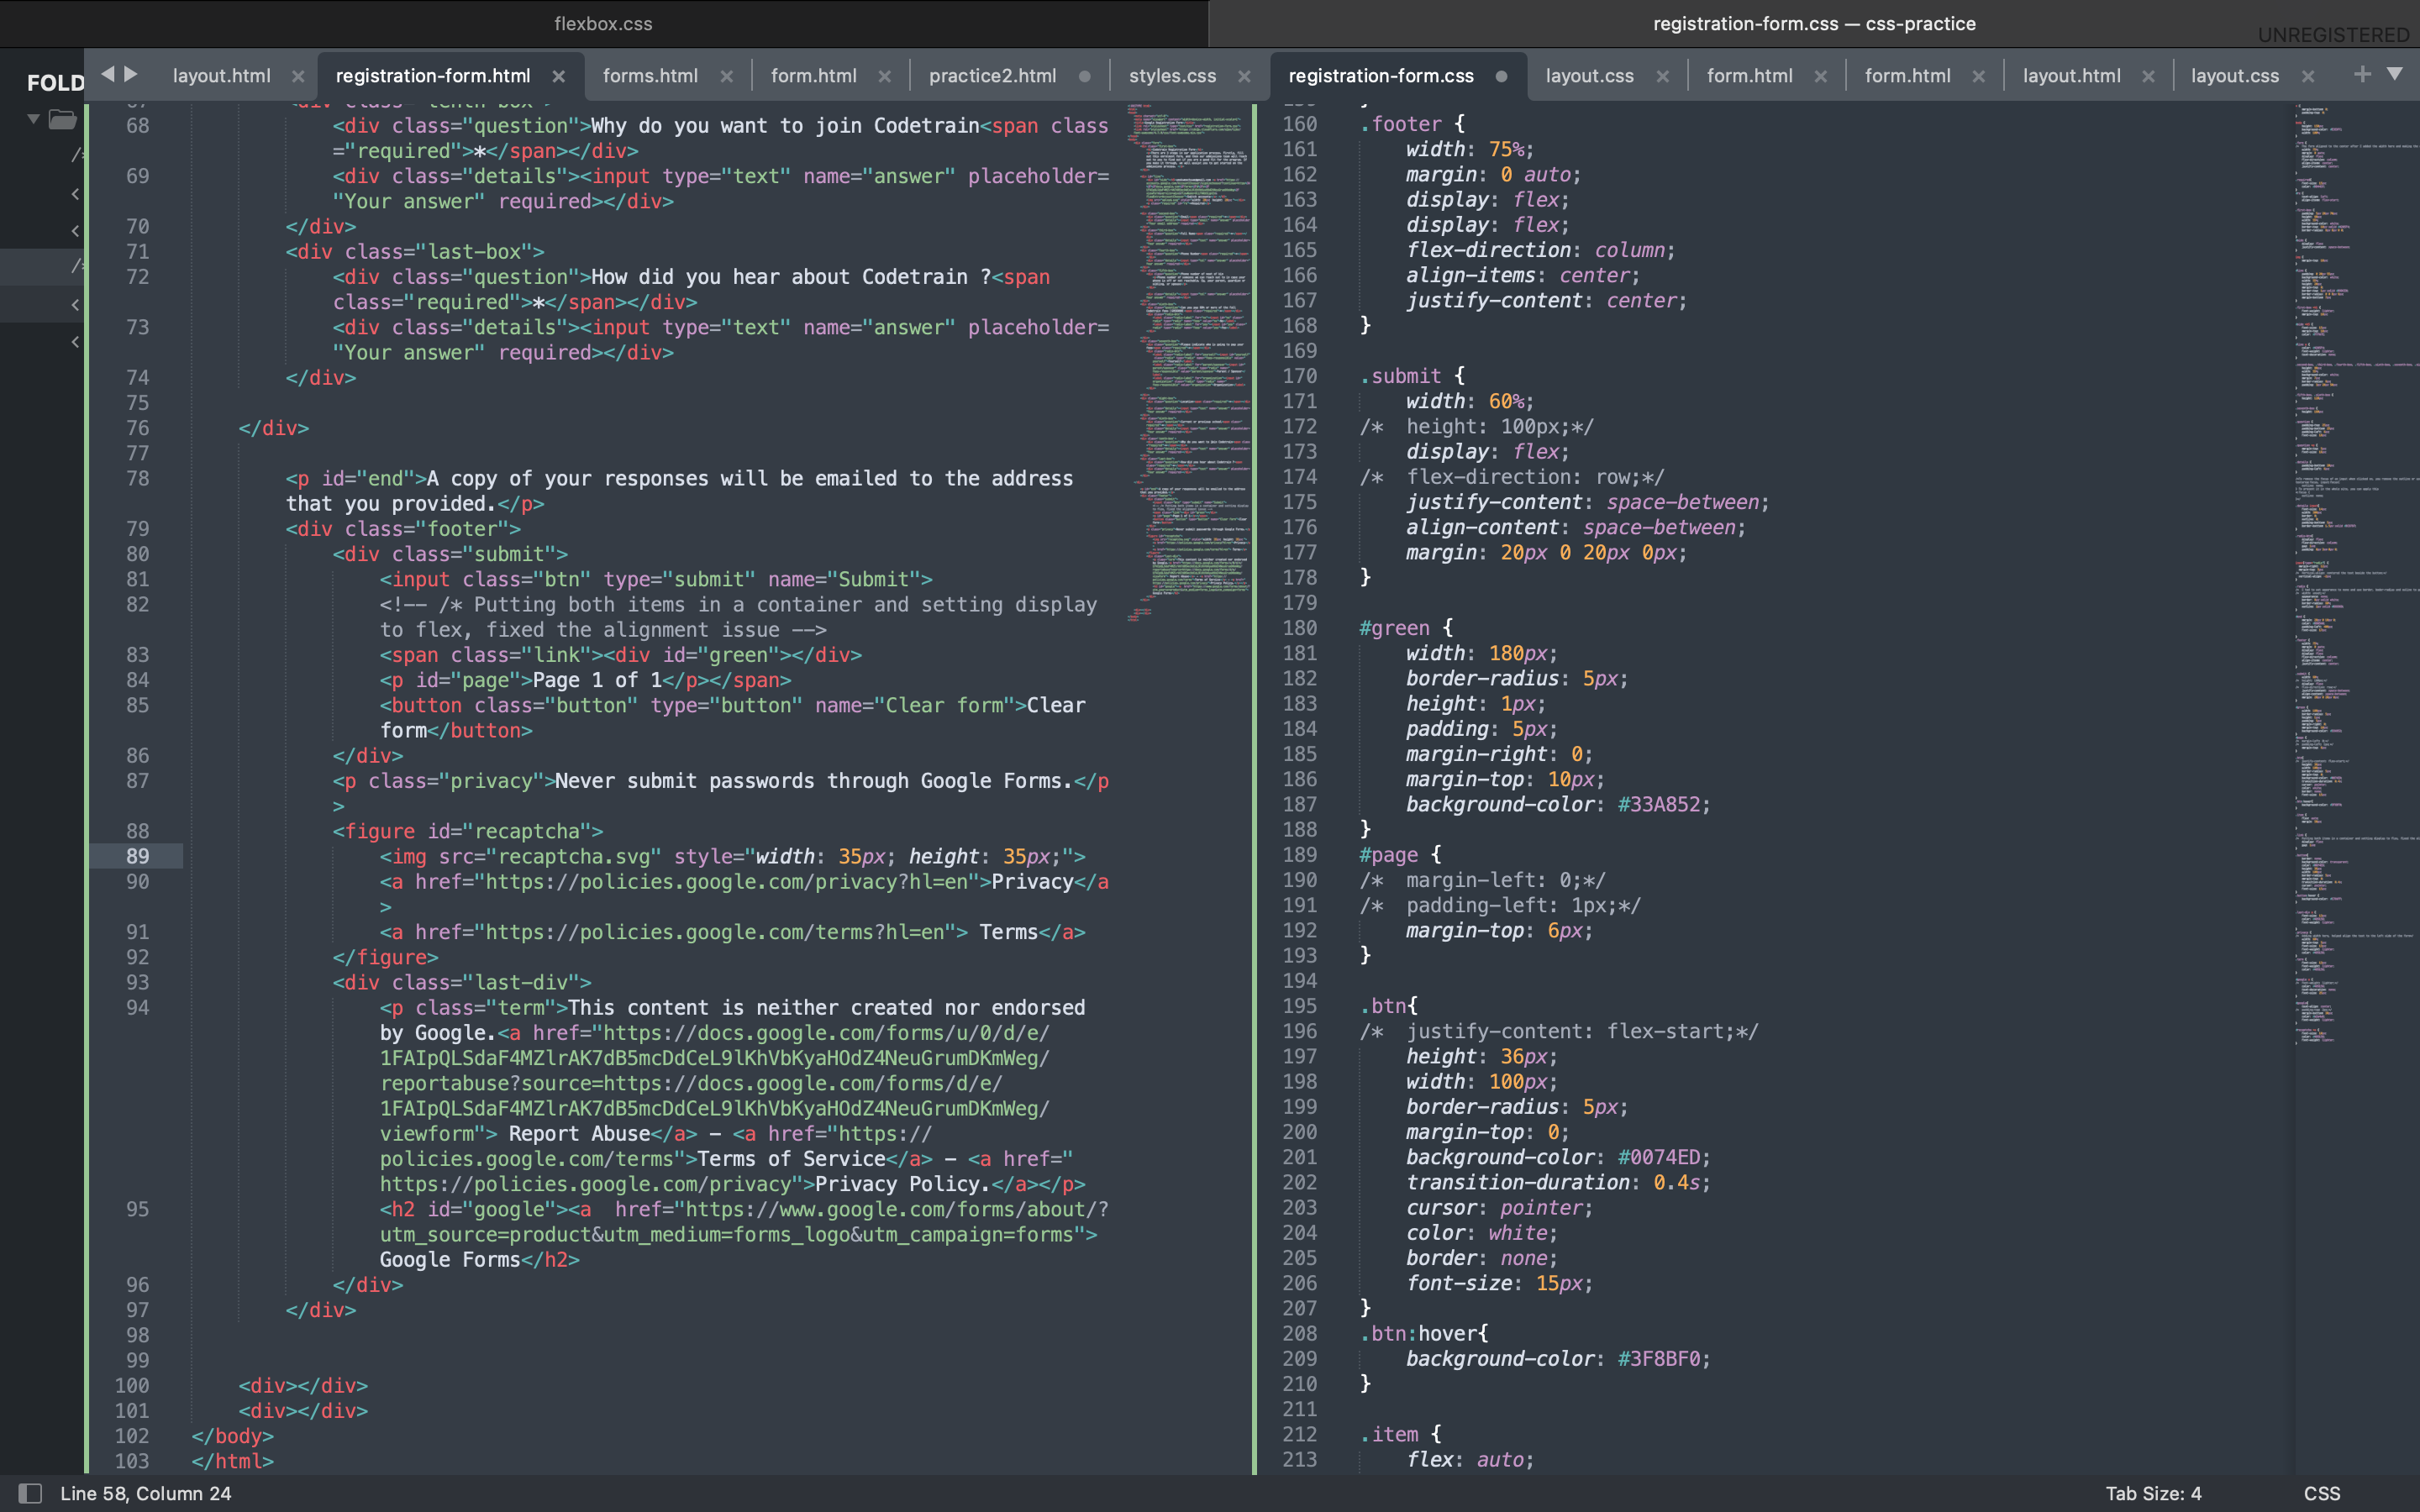 flexbox.css
registration-form.css — css-practice
UNREGISTERED
FOLD
layout.html
registration-form.html
forms.html
form.html
practice2.html
styles.css
registration-form.css
layout.css
form.html
form.html
layout.html
layout.css
67 <div class="tenth-box">
68 <div class="question">Why do you want to join Codetrain<span class
="required">*</span></div>
69 <div class="details"><input type="text" name="answer" placeholder=
"Your answer" required></div>
70 </div>
71 <div class="last-box">
72 <div class="question">How did you hear about Codetrain ?<span
class="required">*</span></div>
73 <div class="details"><input type="text" name="answer" placeholder=
"Your answer" required></div>
74 </div>
75
76 </div>
77
78 <p id="end">A copy of your responses will be emailed to the address
that you provided.</p>
79 <div class="footer">
80 <div class="submit">
81 <input class="btn" type="submit" name="Submit">
82 <!-- /* Putting both items in a container and setting display
to flex, fixed the alignment issue -->
83 <span class="link"><div id="green"></div>
84 <p id="page">Page 1 of 1</p></span>
85 <button class="button" type="button" name="Clear form">Clear
form</button>
86 </div>
87 <p class="privacy">Never submit passwords through Google Forms.</p
>
88 <figure id="recaptcha">
89 <img src="recaptcha.svg" style="width: 35px; height: 35px;">
90 <a href="https://policies.google.com/privacy?hl=en">Privacy</a
>
91 <a href="https://policies.google.com/terms?hl=en"> Terms</a>
92 </figure>
93 <div class="last-div">
94 <p class="term">This content is neither created nor endorsed
by Google.<a href="https://docs.google.com/forms/u/0/d/e/
1FAIpQLSdaF4MZlrAK7dB5mcDdCeL9lKhVbKyaHOdZ4NeuGrumDKmWeg/
reportabuse?source=https://docs.google.com/forms/d/e/
1FAIpQLSdaF4MZlrAK7dB5mcDdCeL9lKhVbKyaHOdZ4NeuGrumDKmWeg/
viewform"> Report Abuse</a> – <a href="https://
policies.google.com/terms">Terms of Service</a> – <a href="
https://policies.google.com/privacy">Privacy Policy.</a></p>
95 <h2 id="google"><a  href="https://www.google.com/forms/about/?
utm_source=product&utm_medium=forms_logo&utm_campaign=forms">
Google Forms</h2>
96 </div>
97 </div>
98
99
100 <div></div>
101 <div></div>
102 </body>
103 </html>
159 }
160 .footer {
161 width: 75%;
162 margin: 0 auto;
163 display: flex;
164 display: flex;
165 flex-direction: column;
166 align-items: center;
167 justify-content: center;
168 }
169
170 .submit {
171 width: 60%;
172 /*  height: 100px;*/
173 display: flex;
174 /*  flex-direction: row;*/
175 justify-content: space-between;
176 align-content: space-between;
177 margin: 20px 0 20px 0px;
178 }
179
180 #green {
181 width: 180px;
182 border-radius: 5px;
183 height: 1px;
184 padding: 5px;
185 margin-right: 0;
186 margin-top: 10px;
187 background-color: #33A852;
188 }
189 #page {
190 /*  margin-left: 0;*/
191 /*  padding-left: 1px;*/
192 margin-top: 6px;
193 }
194
195 .btn{
196 /*  justify-content: flex-start;*/
197 height: 36px;
198 width: 100px;
199 border-radius: 5px;
200 margin-top: 0;
201 background-color: #0074ED;
202 transition-duration: 0.4s;
203 cursor: pointer;
204 color: white;
205 border: none;
206 font-size: 15px;
207 }
208 .btn:hover{
209 background-color: #3F8BF0;
210 }
211
212 .item {
213 flex: auto;
Line 58, Column 24
Tab Size: 4
CSS